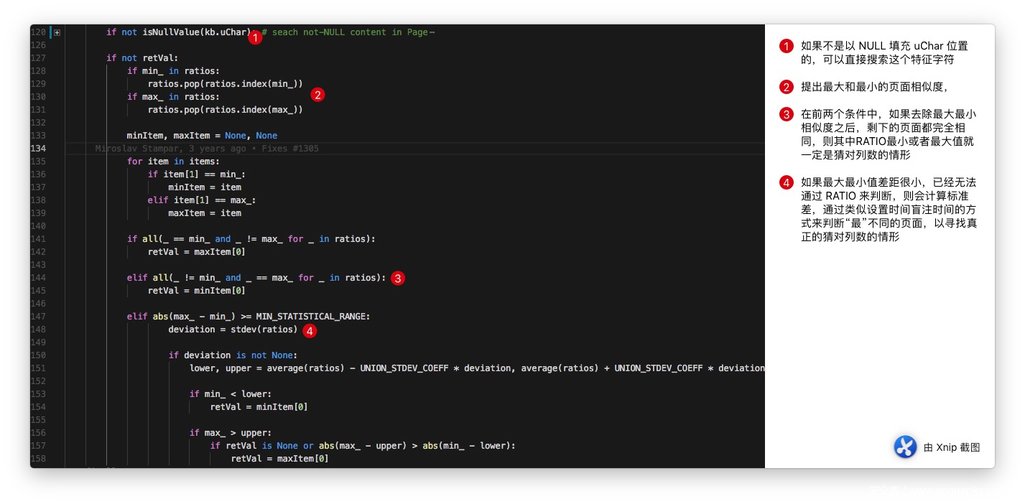 120 if not isNullValue(kb.uChar): # seach not-NULL content in Page⋯
126
127 if not retVal:
128 if min_ in ratios:
129 ratios.pop(ratios.index(min_))
130 if max_ in ratios:
131 ratios.pop(ratios.index(max_))
132
133 minItem, maxItem = None, None
134
Miroslav Stampar, 3 years ago • Fixes #1305
135 for item in items:
136 if item[1] == min_:
137 minItem = item
138 elif item[1] == max_:
139 maxItem = item
140
141 if all(_ == min_ and _ != max_ for _ in ratios):
142 retVal = maxItem[0]
143
144 elif all(_ != min_ and _ == max_ for _ in ratios):
145 retVal = minItem[0]
146
147 elif abs(max_ - min_) >= MIN_STATISTICAL_RANGE:
148 deviation = stdev(ratios)
149
150 if deviation is not None:
151 lower, upper = average(ratios) - UNION_STDEV_COEFF * deviation, average(ratios) + UNION_STDEV_COEFF * deviation
152
153 if min_ < lower:
154 retVal = minItem[0]
155
156 if max_ > upper:
157 if retVal is None or abs(max_ - upper) > abs(min_ - lower):
158 retVal = maxItem[0]
1
2
3
4
1 如果不是以 NULL 填充 uChar 位置
的，可以直接搜索这个特征字符
2 提出最大和最小的页面相似度，
3 在前两个条件中，如果去除最大最小
相似度之后，剩下的页面都完全相
同，则其中RATIO最小或者最大值就
一定是猜对列数的情形
4 如果最大最小值差距很小，已经无法
通过 RATIO 来判断，则会计算标准
差，通过类似设置时间盲注时间的方
式来判断“最”不同的页面，以寻找真
正的猜对列数的情形
由 Xnip 截图